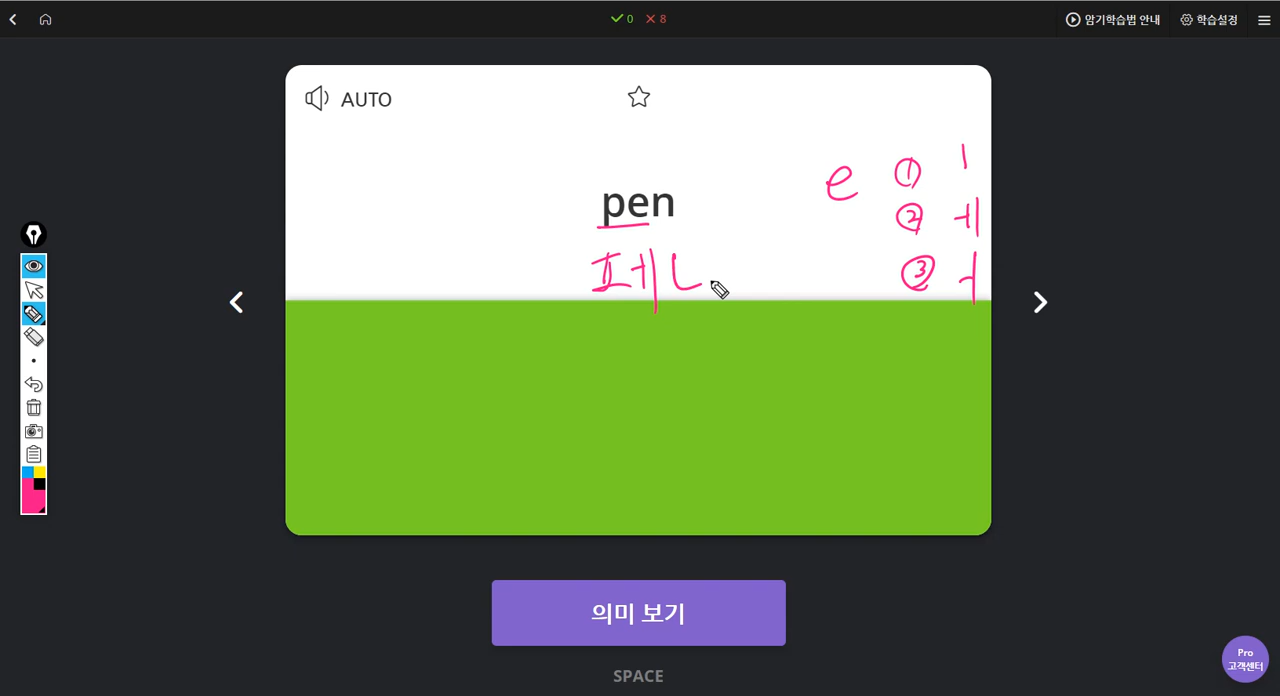 0 8 암기학습법 안내 학습설정
AUTO
pen
ㅍㅔㄴ
e ① ㅣ
② ㅔ
③ ㅓ
의미 보기
SPACE
Pro
고객센터